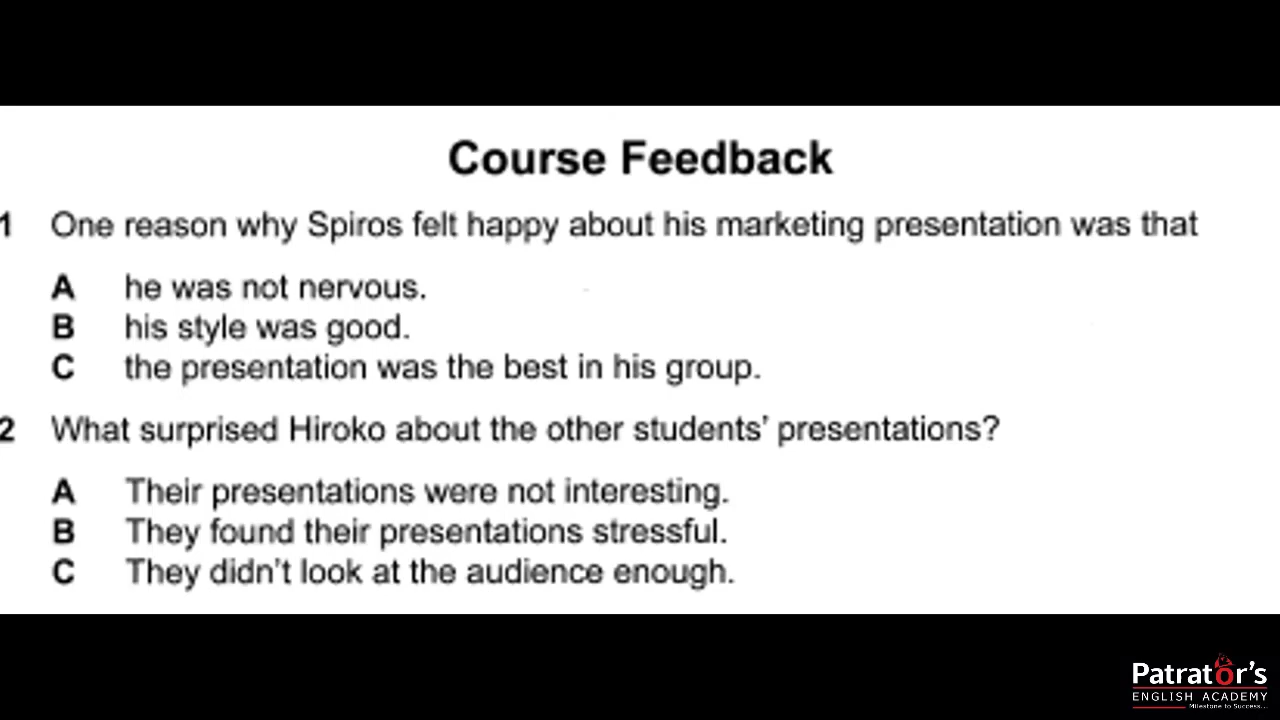 Course Feedback
1 One reason why Spiros felt happy about his marketing presentation was that
A he was not nervous.
B his style was good.
C the presentation was the best in his group.
2 What surprised Hiroko about the other students' presentations?
A Their presentations were not interesting.
B They found their presentations stressful.
C They didn't look at the audience enough.
Patrator's
ENGLISH ACADEMY
Milestone to Success...